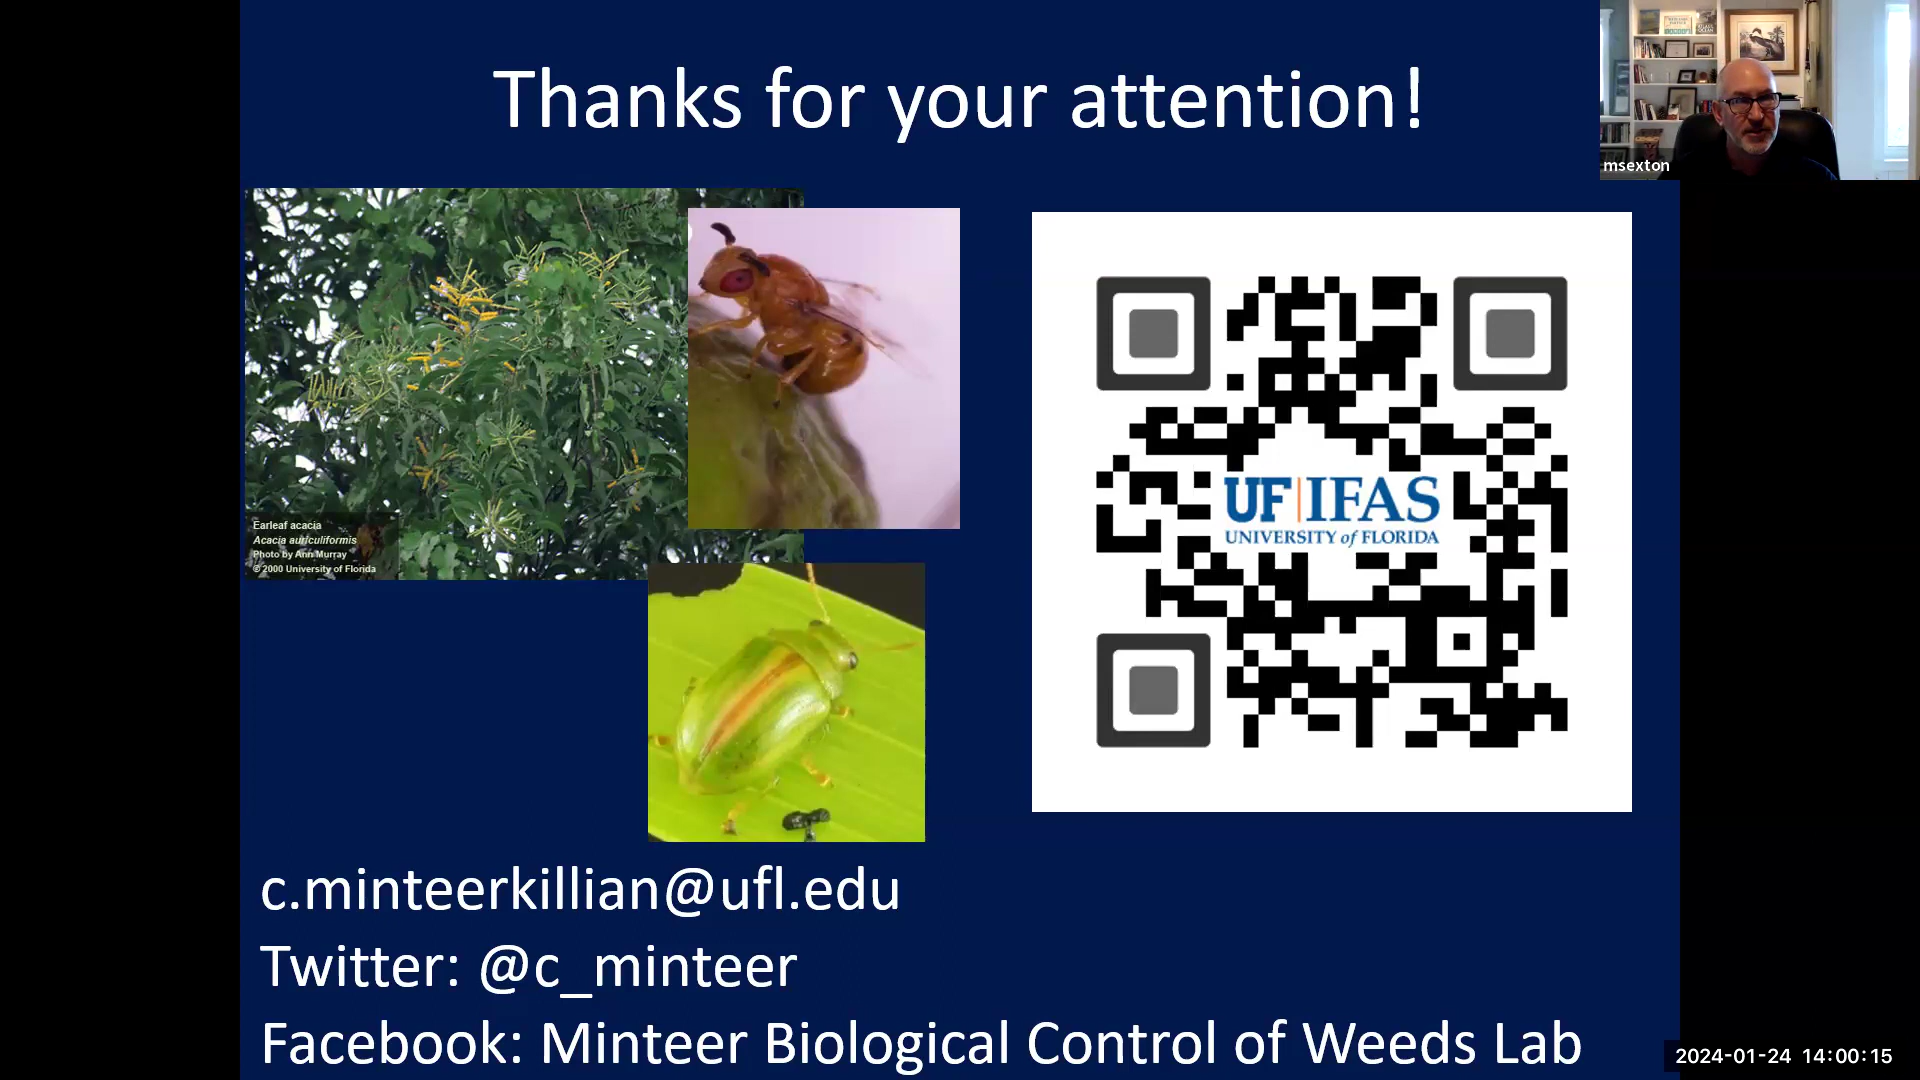 Thanks for your attention!
msexton
Earleaf acacia
Acacia auriculiformis
Photo by Ann Murray
© 2000 University of Florida
UF|IFAS
UNIVERSITY of FLORIDA
c.minteerkillian@ufl.edu
Twitter: @c_minteer
Facebook: Minteer Biological Control of Weeds Lab
2024-01-24 14:00:15